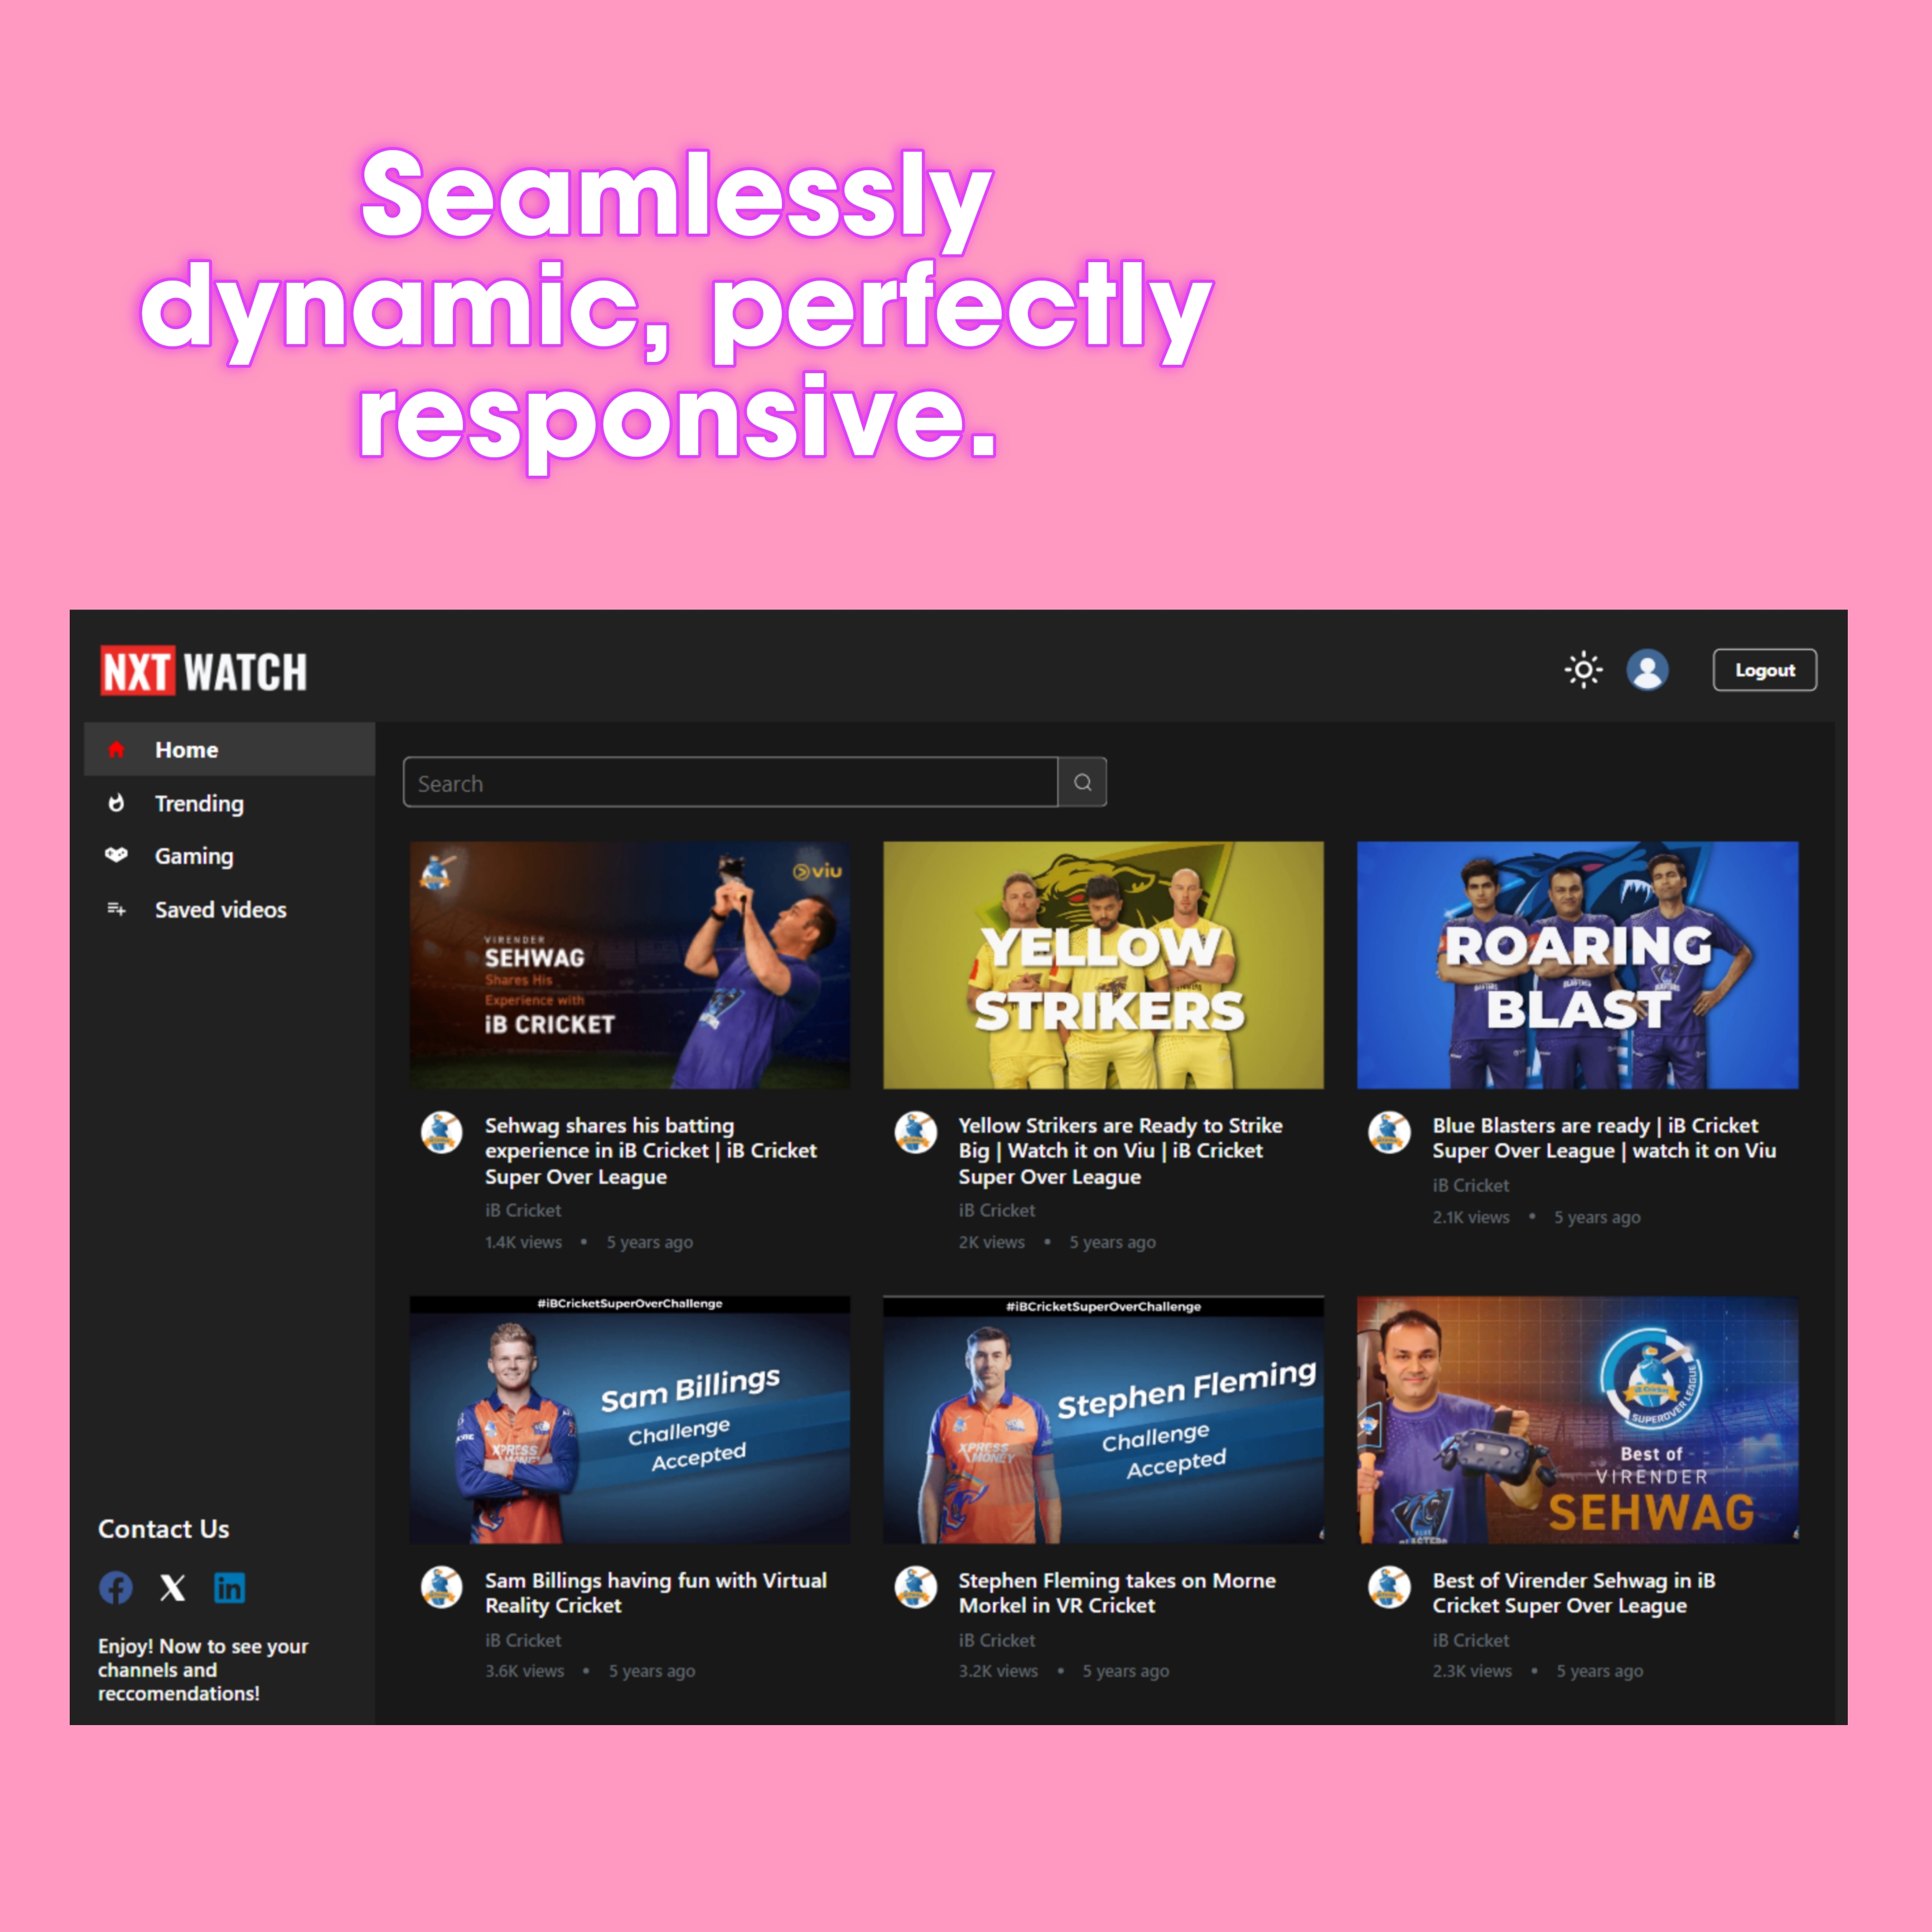 Seamlessly
dynamic, perfectly
responsive.
NXT WATCH
Logout
Home
Trending
Gaming
Saved videos
Search
viu
VIRENDER
SEHWAG
Shares His
Experience with
iB CRICKET
YELLOW
STRIKERS
ROARING
BLAST
Sehwag shares his batting
experience in iB Cricket | iB Cricket
Super Over League
iB Cricket
1.4K views • 5 years ago
Yellow Strikers are Ready to Strike
Big | Watch it on Viu | iB Cricket
Super Over League
iB Cricket
2K views • 5 years ago
Blue Blasters are ready | iB Cricket
Super Over League | watch it on Viu
iB Cricket
2.1K views • 5 years ago
#iBCricketSuperOverChallenge
Sam Billings
Challenge
Accepted
XPRESS
MONEY
#iBCricketSuperOverChallenge
Stephen Fleming
Challenge
Accepted
XPRESS
MONEY
iB Cricket
SUPEROVER LEAGUE
Best of
VIRENDER
SEHWAG
BLUE
BLASTERS
Sam Billings having fun with Virtual
Reality Cricket
iB Cricket
3.6K views • 5 years ago
Stephen Fleming takes on Morne
Morkel in VR Cricket
iB Cricket
3.2K views • 5 years ago
Best of Virender Sehwag in iB
Cricket Super Over League
iB Cricket
2.3K views • 5 years ago
Contact Us
Enjoy! Now to see your
channels and
reccomendations!